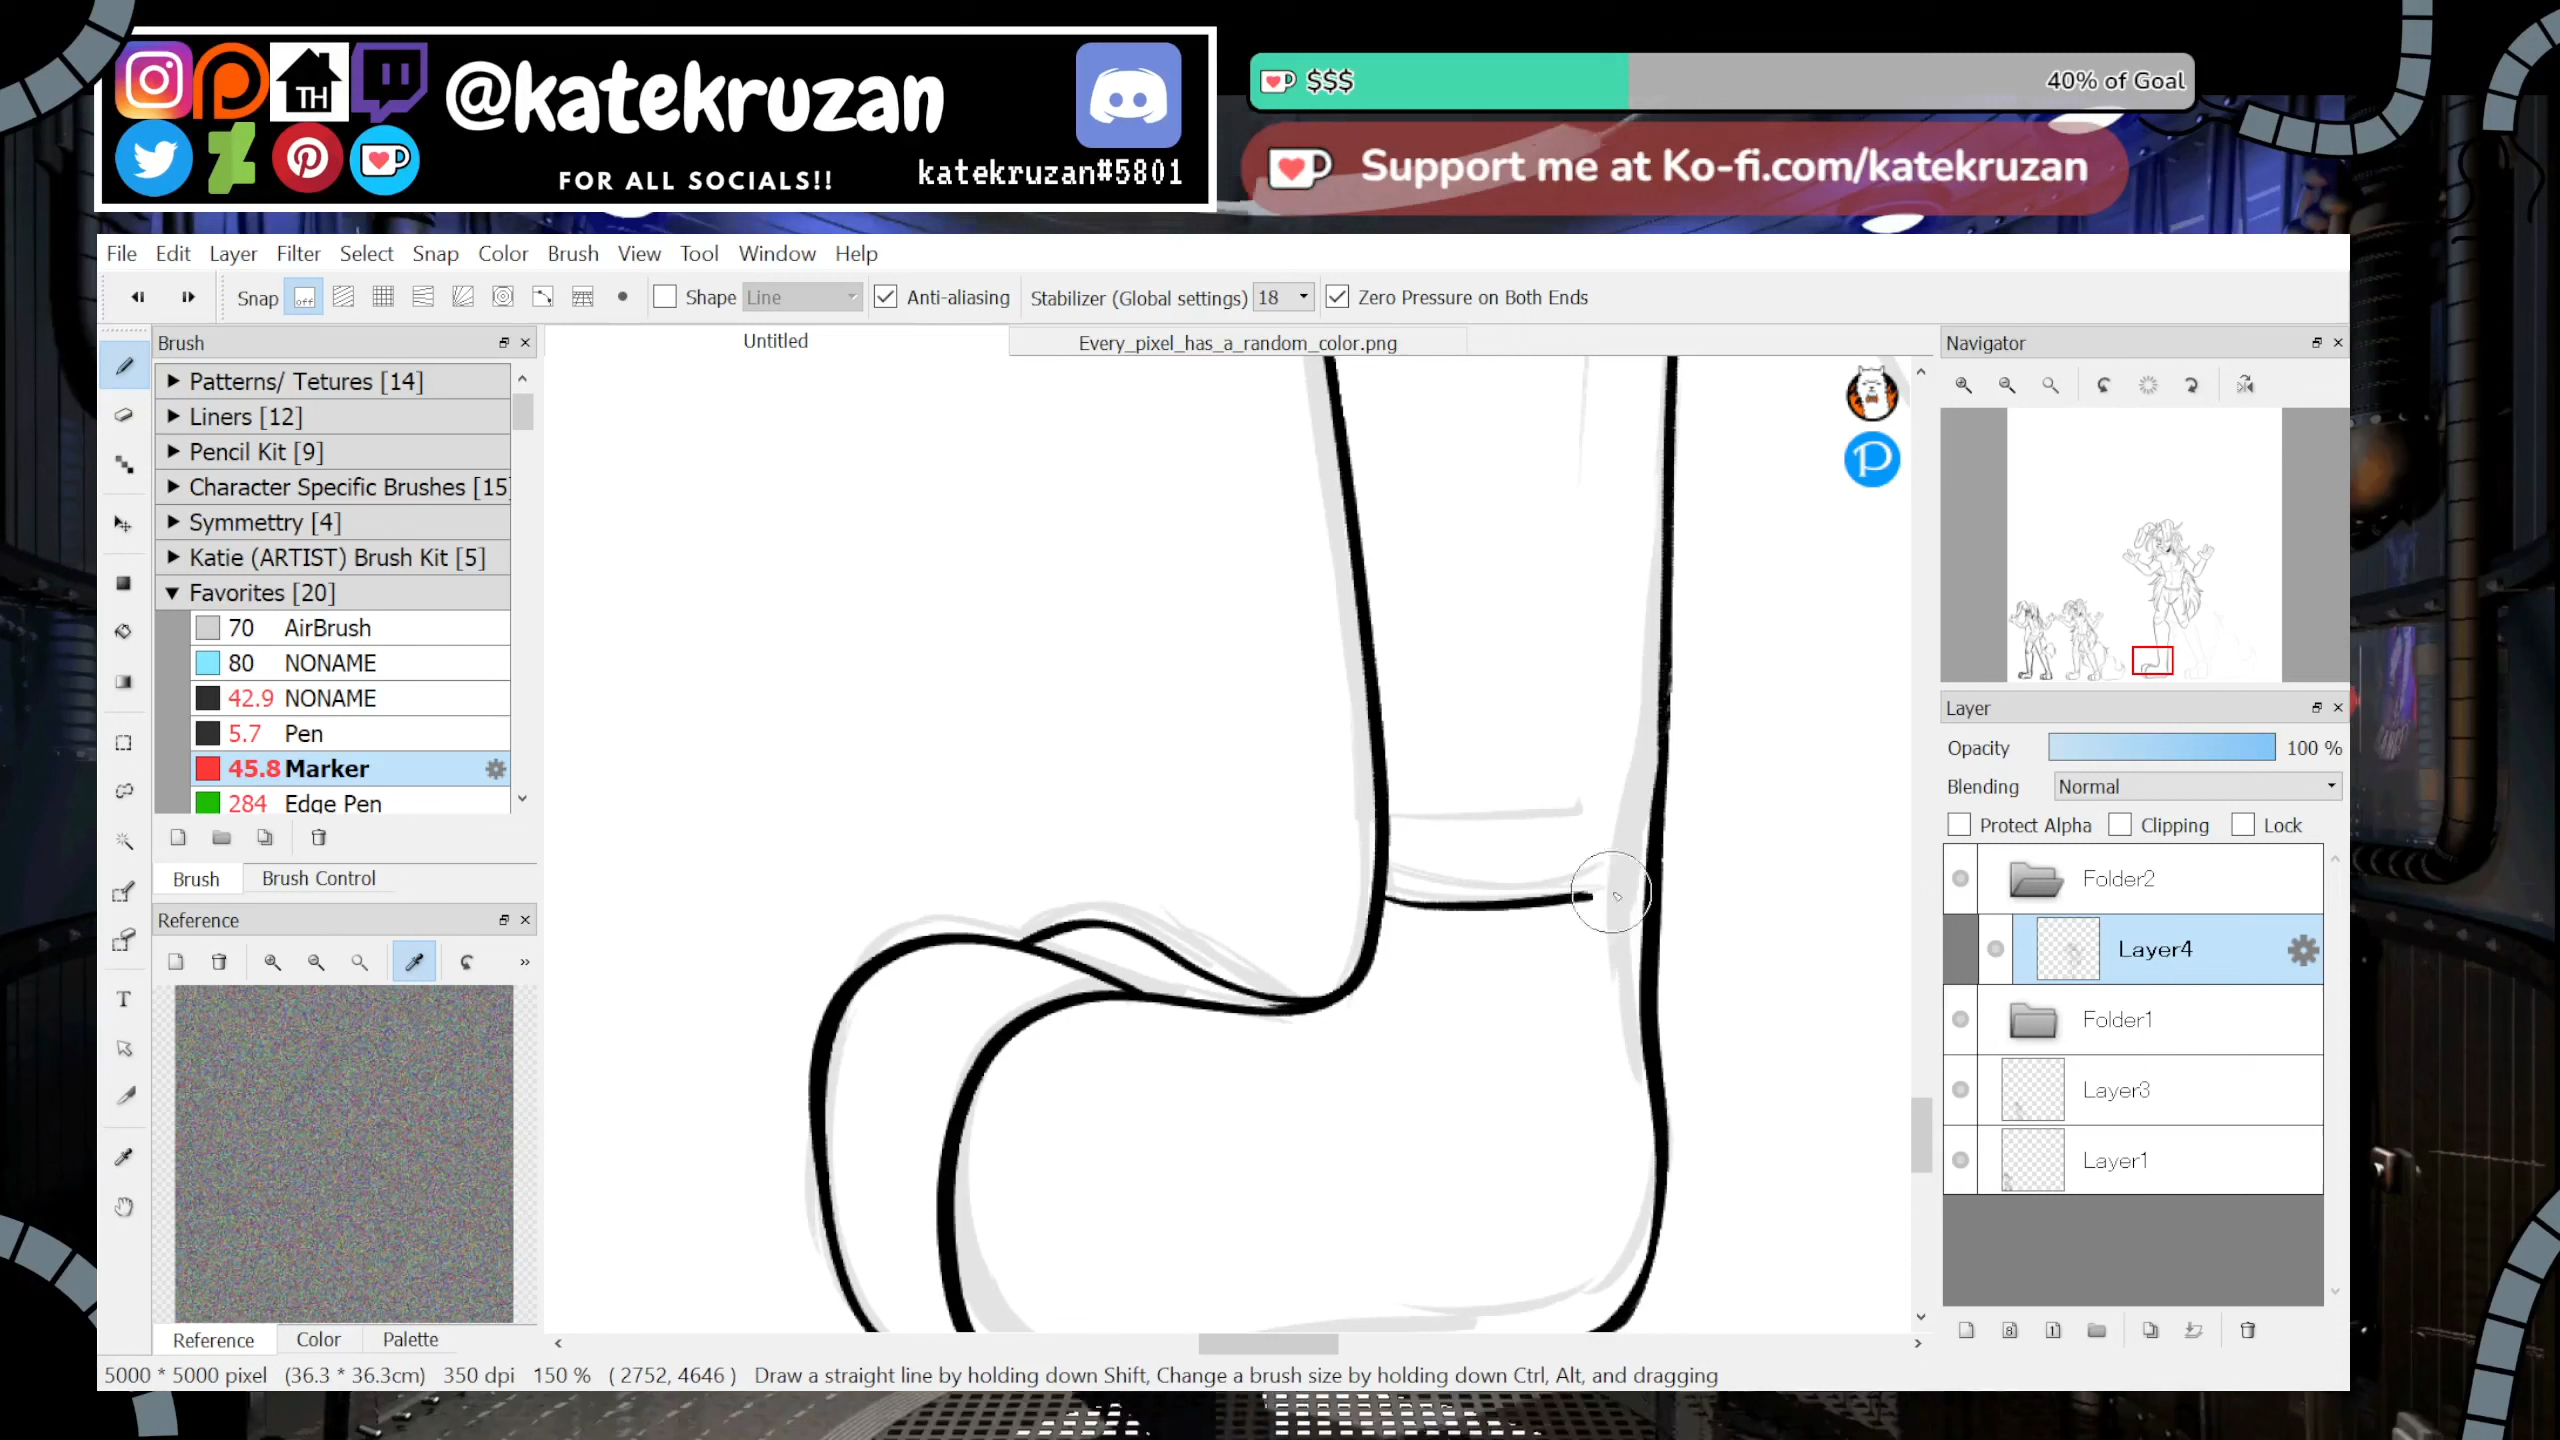 @katekruzan
FOR ALL SOCIALS!!
katekruzan#5801
TH
$$$
40% of Goal
Support me at Ko-fi.com/katekruzan
File Edit Layer Filter Select Snap Color Brush View Tool Window Help
Snap off Shape Line Anti-aliasing Stabilizer (Global settings) 18 Zero Pressure on Both Ends
Brush
Untitled
Every_pixel_has_a_random_color.png
Patterns/ Tetures [14]
Liners [12]
Pencil Kit [9]
Character Specific Brushes [15]
Symmettry [4]
Katie (ARTIST) Brush Kit [5]
Favorites [20]
70 AirBrush
80 NONAME
42.9 NONAME
5.7 Pen
45.8 Marker
284 Edge Pen
Brush Brush Control
Reference
»
T
Reference Color Palette
P
Navigator
Layer
Opacity 100 %
Blending Normal
Protect Alpha Clipping Lock
Folder2
Layer4
Folder1
Layer3
Layer1
8 1
5000 * 5000 pixel (36.3 * 36.3cm) 350 dpi 150 % ( 2752, 4646 ) Draw a straight line by holding down Shift, Change a brush size by holding down Ctrl, Alt, and dragging